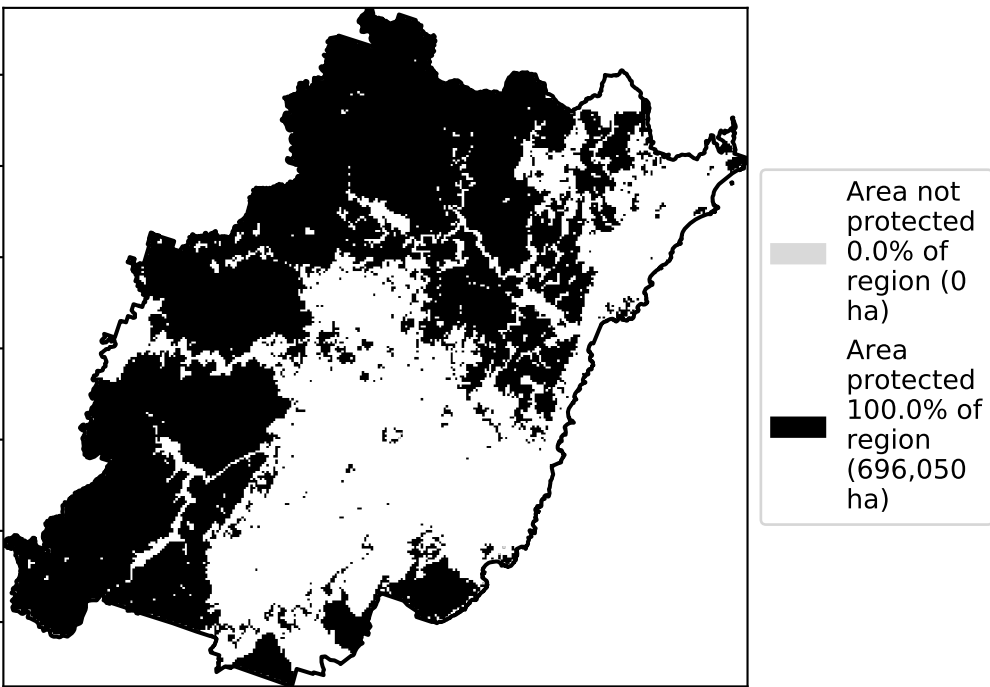 Area not
protected
0.0% of
region (0
ha)
Area
protected
100.0% of
region
(696,050
ha)